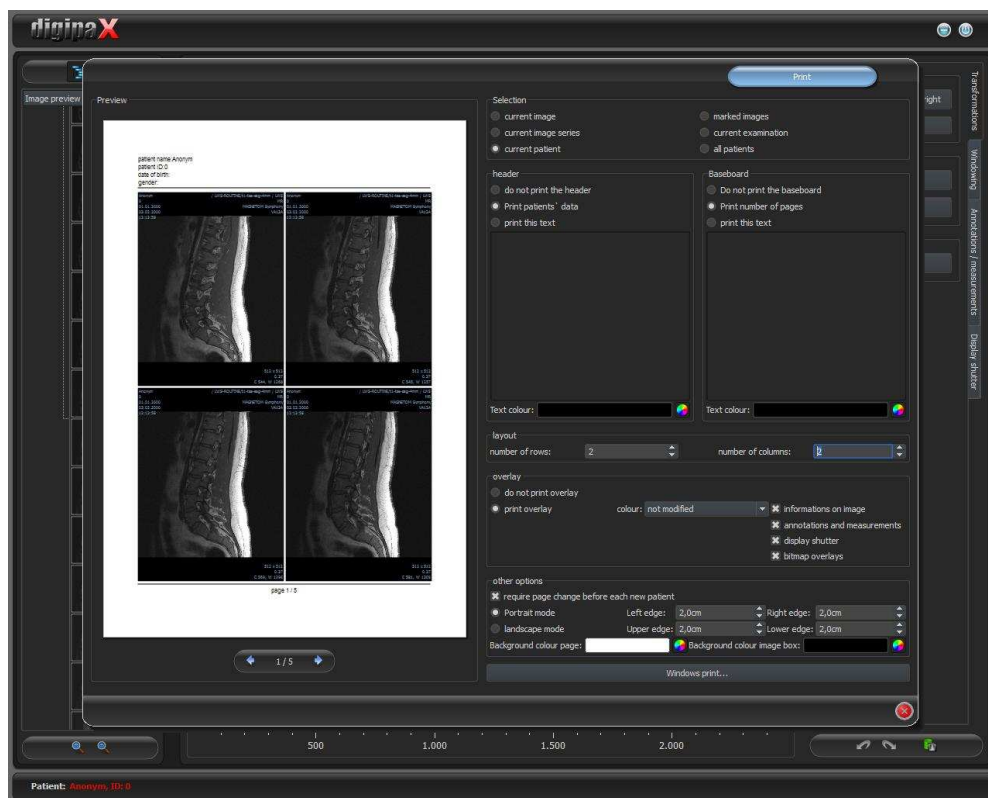 digipaX
Print
Image preview
Preview
patient name:Anonym
patient ID:0
date of birth:
gender:
page 1 / 5
1 / 5
Selection
current image
marked images
current image series
current examination
current patient
all patients
header
do not print the header
Print patients` data
print this text
Text colour:
Baseboard
Do not print the baseboard
Print number of pages
print this text
Text colour:
layout
number of rows: 2 number of columns: 2
overlay
do not print overlay
print overlay colour: not modified
informations on image
annotations and measurements
display shutter
bitmap overlays
other options
require page change before each new patient
Portrait mode Left edge: 2,0cm Right edge: 2,0cm
landscape mode Upper edge: 2,0cm Lower edge: 2,0cm
Background colour page: Background colour image box:
Windows print...
right
Transformations
Windowing
Annotations / measurements
Display shutter
500 1.000 1.500 2.000
Patient: Anonym, ID: 0